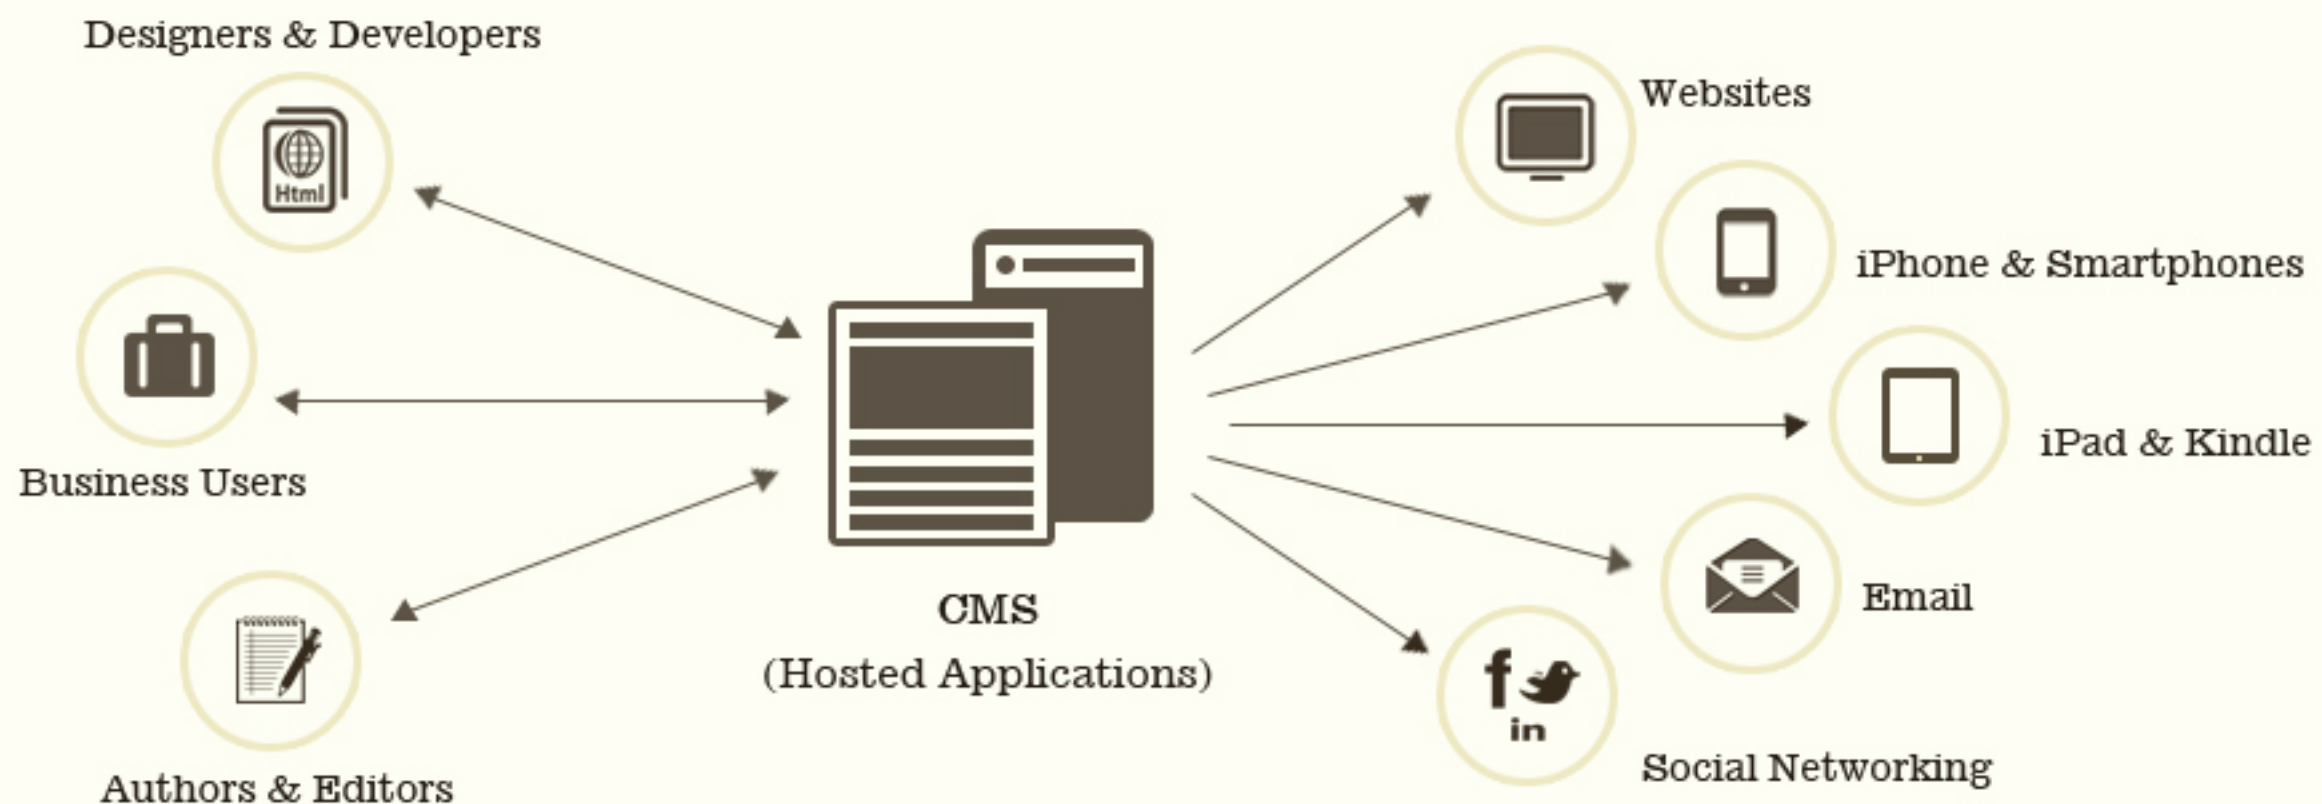 Designers & Developers
Html
Business Users
Authors & Editors
CMS
(Hosted Applications)
Websites
iPhone & Smartphones
iPad & Kindle
Email
f
in
Social Networking